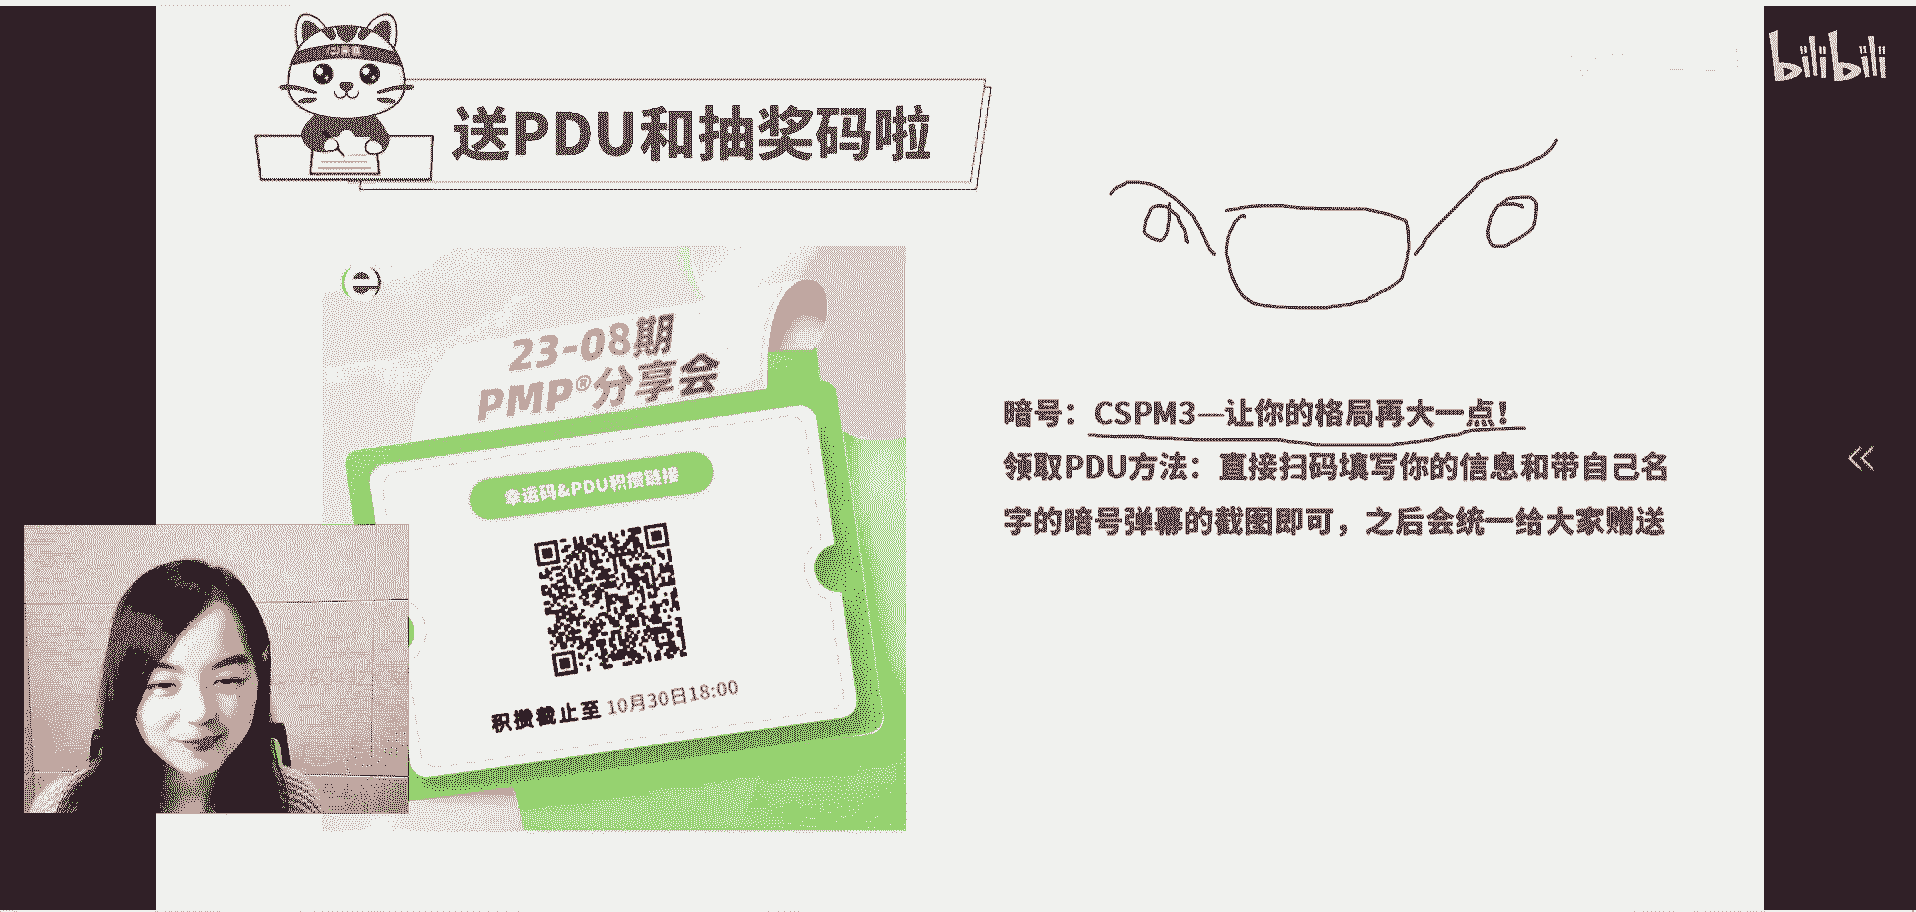 bilibili
送PDU和抽奖码啦
e
23-08期
PMP®分享会
幸运码&PDU积攒链接
积攒截止至 10月30日18:00
暗号：CSPM3—让你的格局再大一点！
领取PDU方法：直接扫码填写你的信息和带自己名
字的暗号弹幕的截图即可，之后会统一给大家赠送